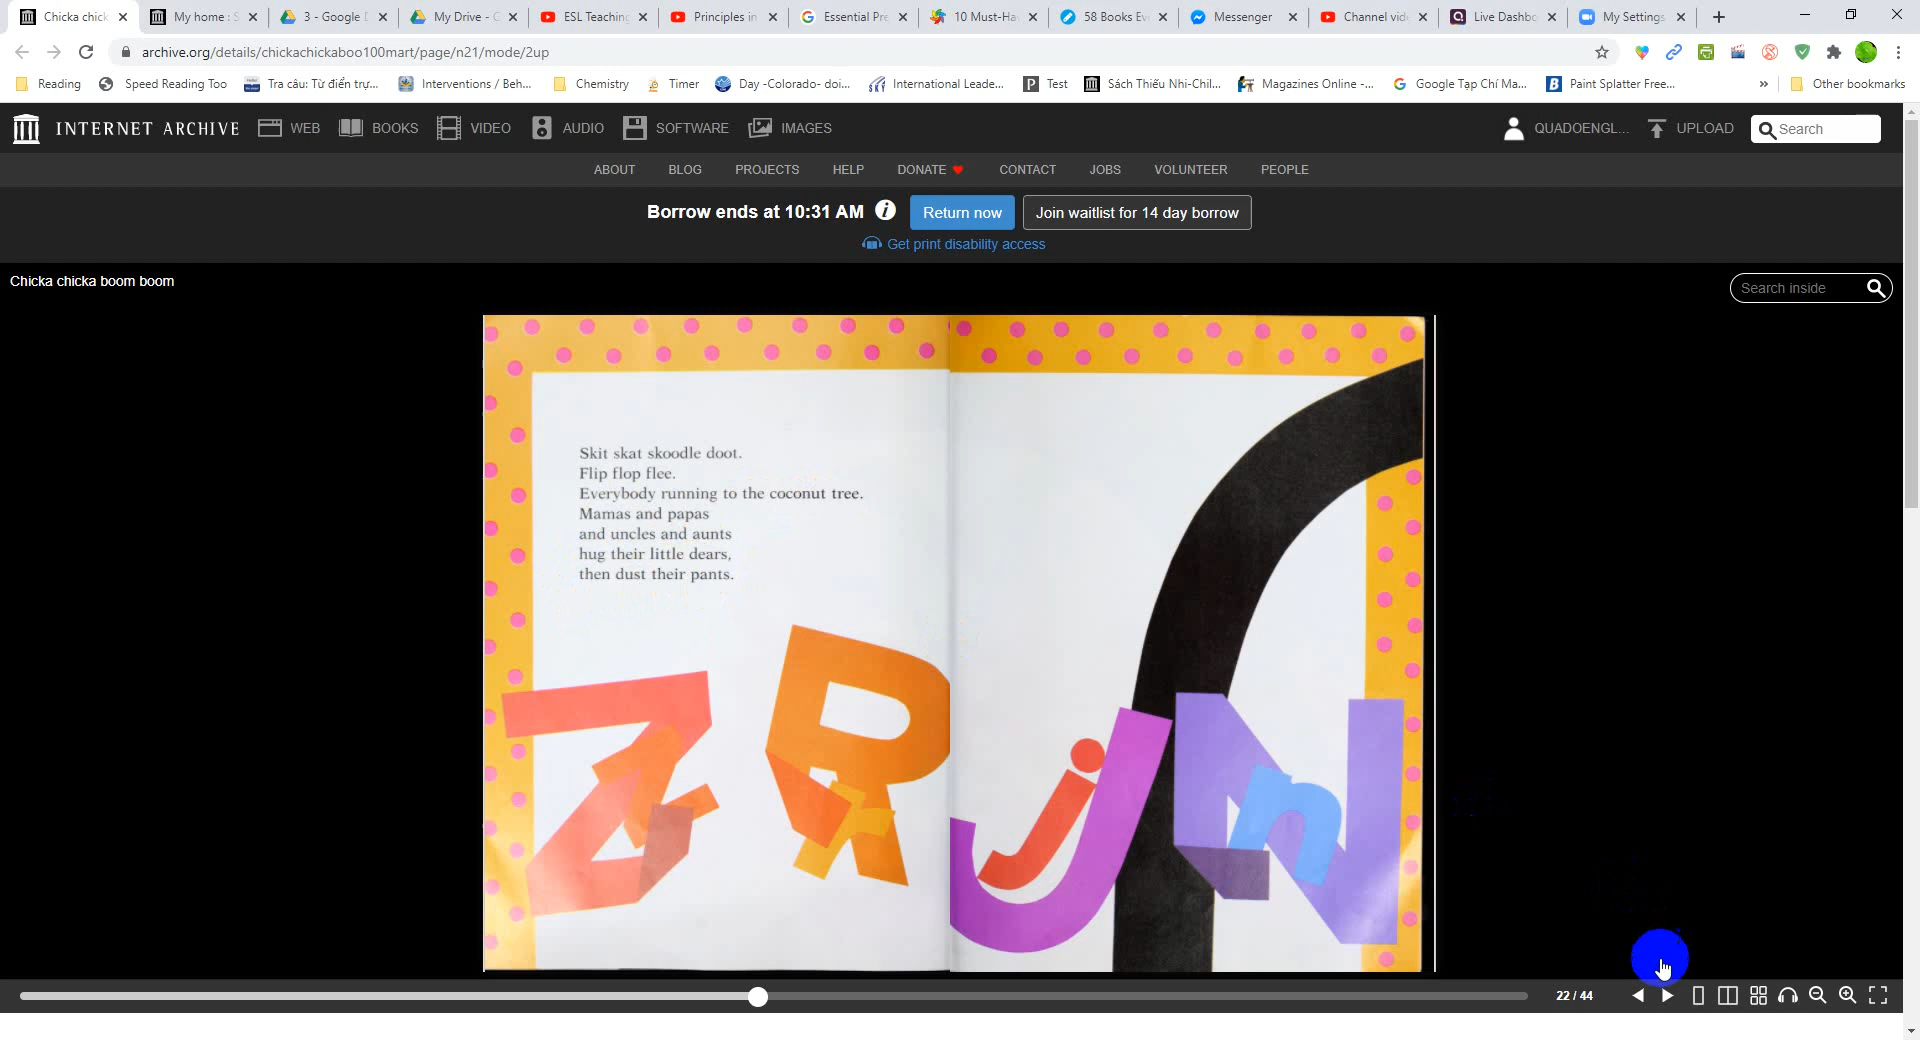 Chicka chick
My home : S
3 - Google D
My Drive - G
ESL Teaching
Principles in
Essential Pre
10 Must-Ha
58 Books Ev
Messenger
Channel vid
Live Dashbo
My Settings
archive.org/details/chickachickaboo100mart/page/n21/mode/2up
Reading
Speed Reading Too
Tra câu: Từ điển trự...
Interventions / Beh...
Chemistry
Timer
Day -Colorado- doi...
International Leade...
Test
Sách Thiếu Nhi-Chil...
Magazines Online -...
Google Tạp Chí Ma...
Paint Splatter Free...
»
Other bookmarks
INTERNET ARCHIVE
WEB
BOOKS
VIDEO
AUDIO
SOFTWARE
IMAGES
QUADOENGL...
UPLOAD
Search
ABOUT
BLOG
PROJECTS
HELP
DONATE
CONTACT
JOBS
VOLUNTEER
PEOPLE
Borrow ends at 10:31 AM
Return now
Join waitlist for 14 day borrow
Get print disability access
Chicka chicka boom boom
Search inside
Skit skat skoodle doot.
Flip flop flee.
Everybody running to the coconut tree.
Mamas and papas
and uncles and aunts
hug their little dears,
then dust their pants.
Z z R r J j N n
22 / 44